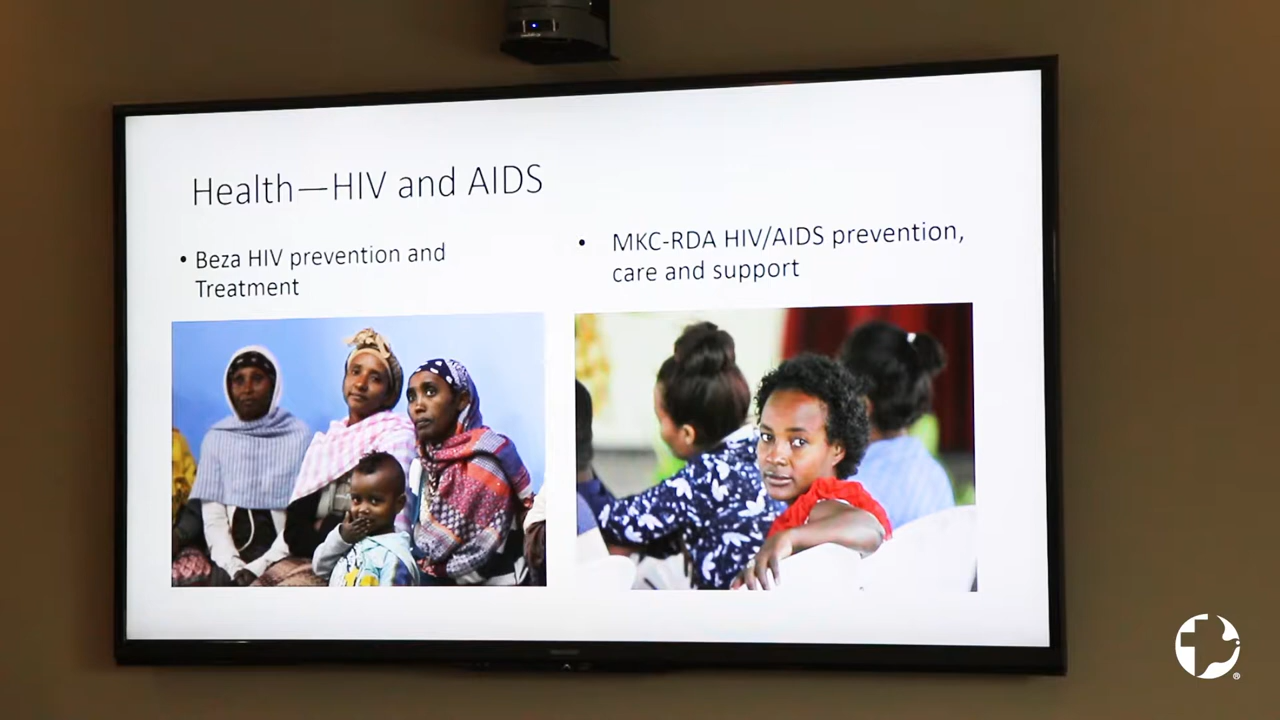 Health—HIV and AIDS
• Beza HIV prevention and
Treatment
• MKC-RDA HIV/AIDS prevention,
care and support
®